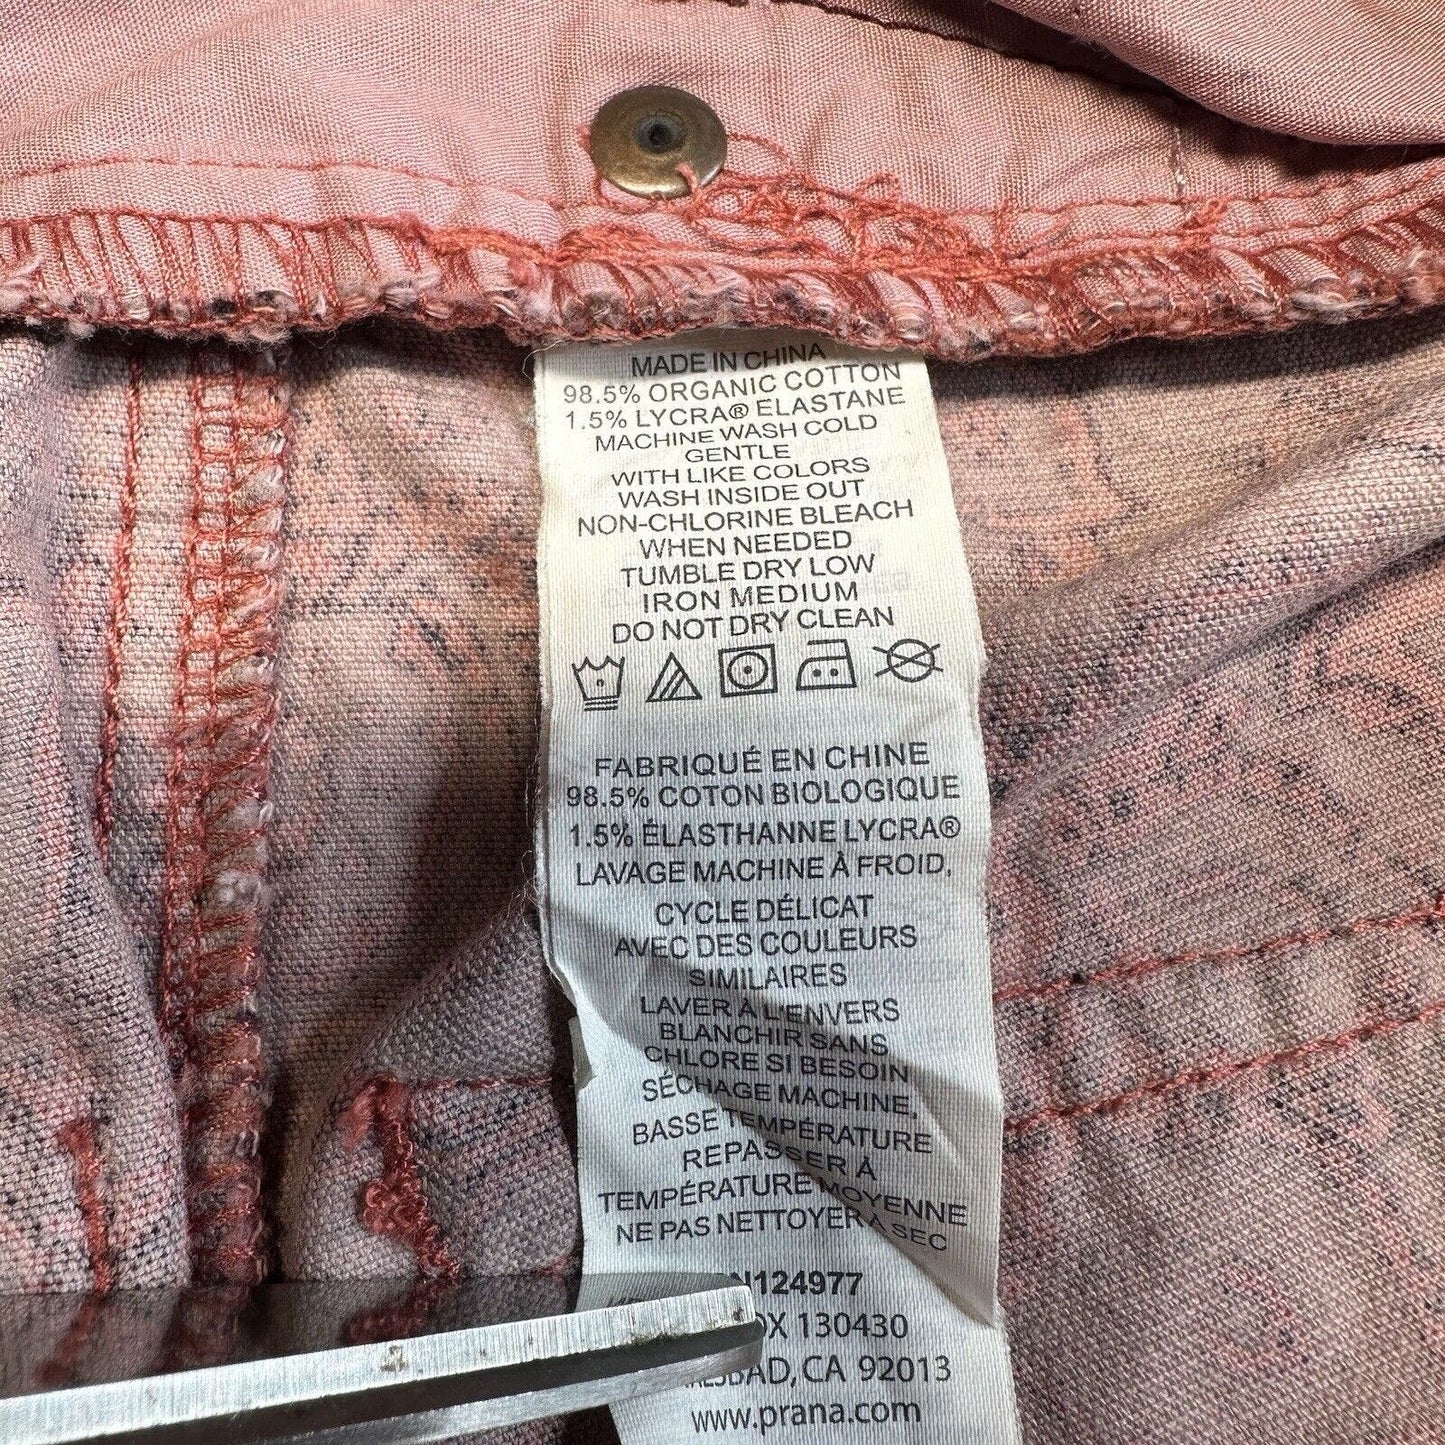 MADE IN CHINA
98.5% ORGANIC COTTON
1.5% LYCRA® ELASTANE
MACHINE WASH COLD
GENTLE
WITH LIKE COLORS
WASH INSIDE OUT
NON-CHLORINE BLEACH
WHEN NEEDED
TUMBLE DRY LOW
IRON MEDIUM
DO NOT DRY CLEAN
FABRIQUÉ EN CHINE
98.5% COTON BIOLOGIQUE
1.5% ÉLASTHANNE LYCRA®
LAVAGE MACHINE À FROID,
CYCLE DÉLICAT
AVEC DES COULEURS
SIMILAIRES
LAVER À L'ENVERS
BLANCHIR SANS
CHLORE SI BESOIN
SÉCHAGE MACHINE,
BASSE TEMPÉRATURE
REPASSER À
TEMPÉRATURE MOYENNE
NE PAS NETTOYER À SEC
N124977
OX 130430
BAD, CA 92013
www.prana.com